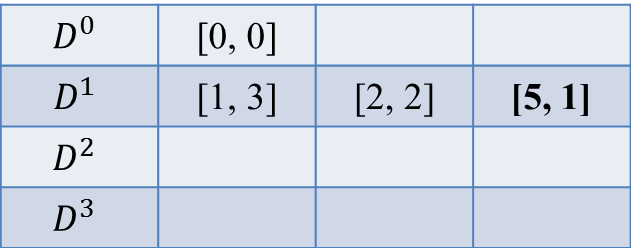 D⁰ [0, 0]
D¹ [1, 3] [2, 2] [5, 1]
D²
D³